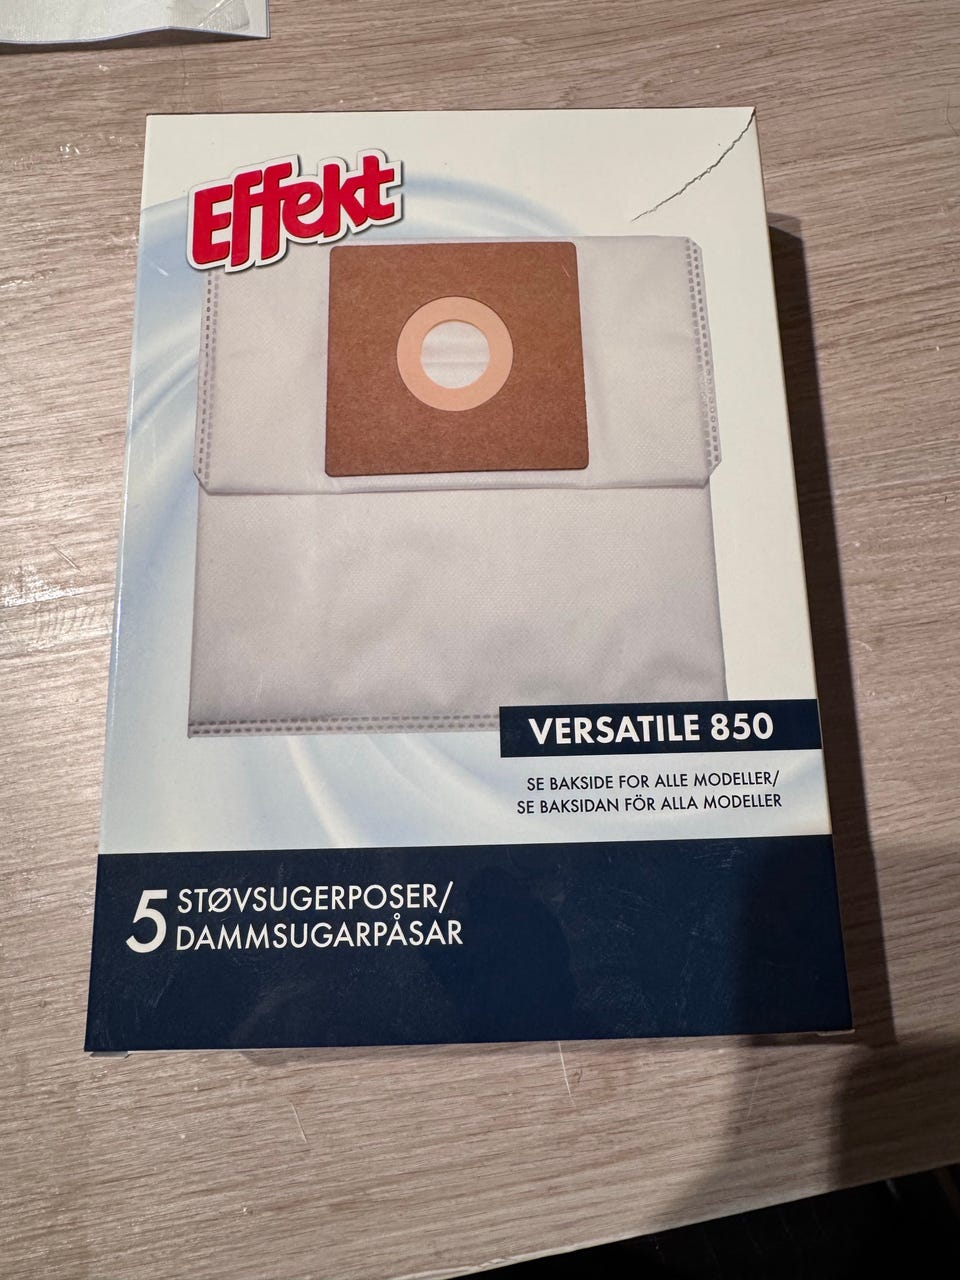 Effekt
VERSATILE 850
SE BAKSIDE FOR ALLE MODELLER/
SE BAKSIDAN FÖR ALLA MODELLER
5 STØVSUGERPOSER/
DAMMSUGARPÅSAR